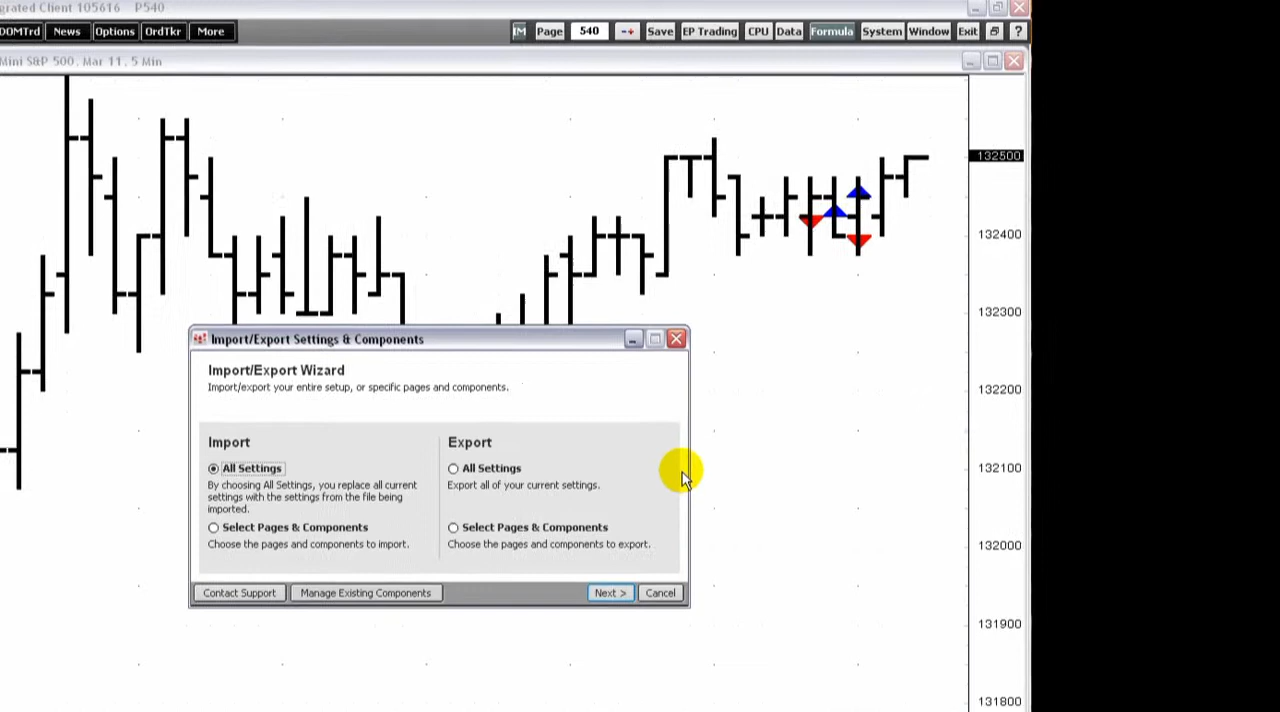 grated Client 105616 P540
DOMTrd News Options OrdTkr More IM Page 540 -+ Save EP Trading CPU Data Formula System Window Exit ?
Mini S&P 500, Mar 11, 5 Min
132500
132400
132300
132200
132100
132000
131900
131800
Import/Export Settings & Components
Import/Export Wizard
Import/export your entire setup, or specific pages and components.
Import
All Settings
By choosing All Settings, you replace all current
settings with the settings from the file being
imported.
Select Pages & Components
Choose the pages and components to import.
Export
All Settings
Export all of your current settings.
Select Pages & Components
Choose the pages and components to export.
Contact Support Manage Existing Components Next > Cancel